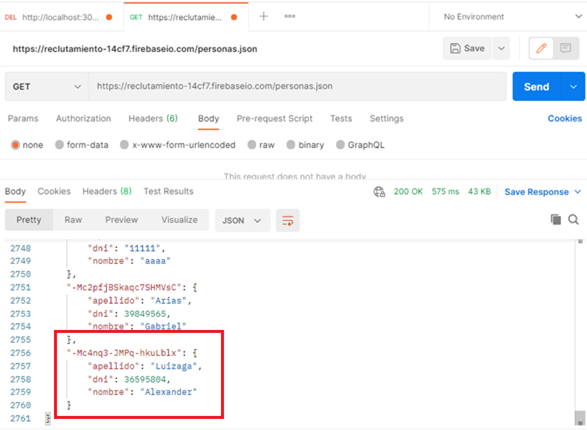 DEL http://localhost:30...
GET https://reclutamiento...
+
•••
No Environment
https://reclutamiento-14cf7.firebaseio.com/personas.json
Save
GET
https://reclutamiento-14cf7.firebaseio.com/personas.json
Send
Params Authorization Headers (6) Body Pre-request Script Tests Settings Cookies
none form-data x-www-form-urlencoded raw binary GraphQL
This request does not have a body
Body Cookies Headers (8) Test Results 200 OK 575 ms 43 KB Save Response
Pretty Raw Preview Visualize JSON
2748 "dni": "11111",
2749 "nombre": "aaaa"
2750 },
2751 "-Mc2pfjBSkaqc7SHMVsC": {
2752 "apellido": "Arias",
2753 "dni": 39849565,
2754 "nombre": "Gabriel"
2755 },
2756 "-Mc4nq3-JMPq-hkuLblx": {
2757 "apellido": "Luizaga",
2758 "dni": 36595804,
2759 "nombre": "Alexander"
2760 }
2761